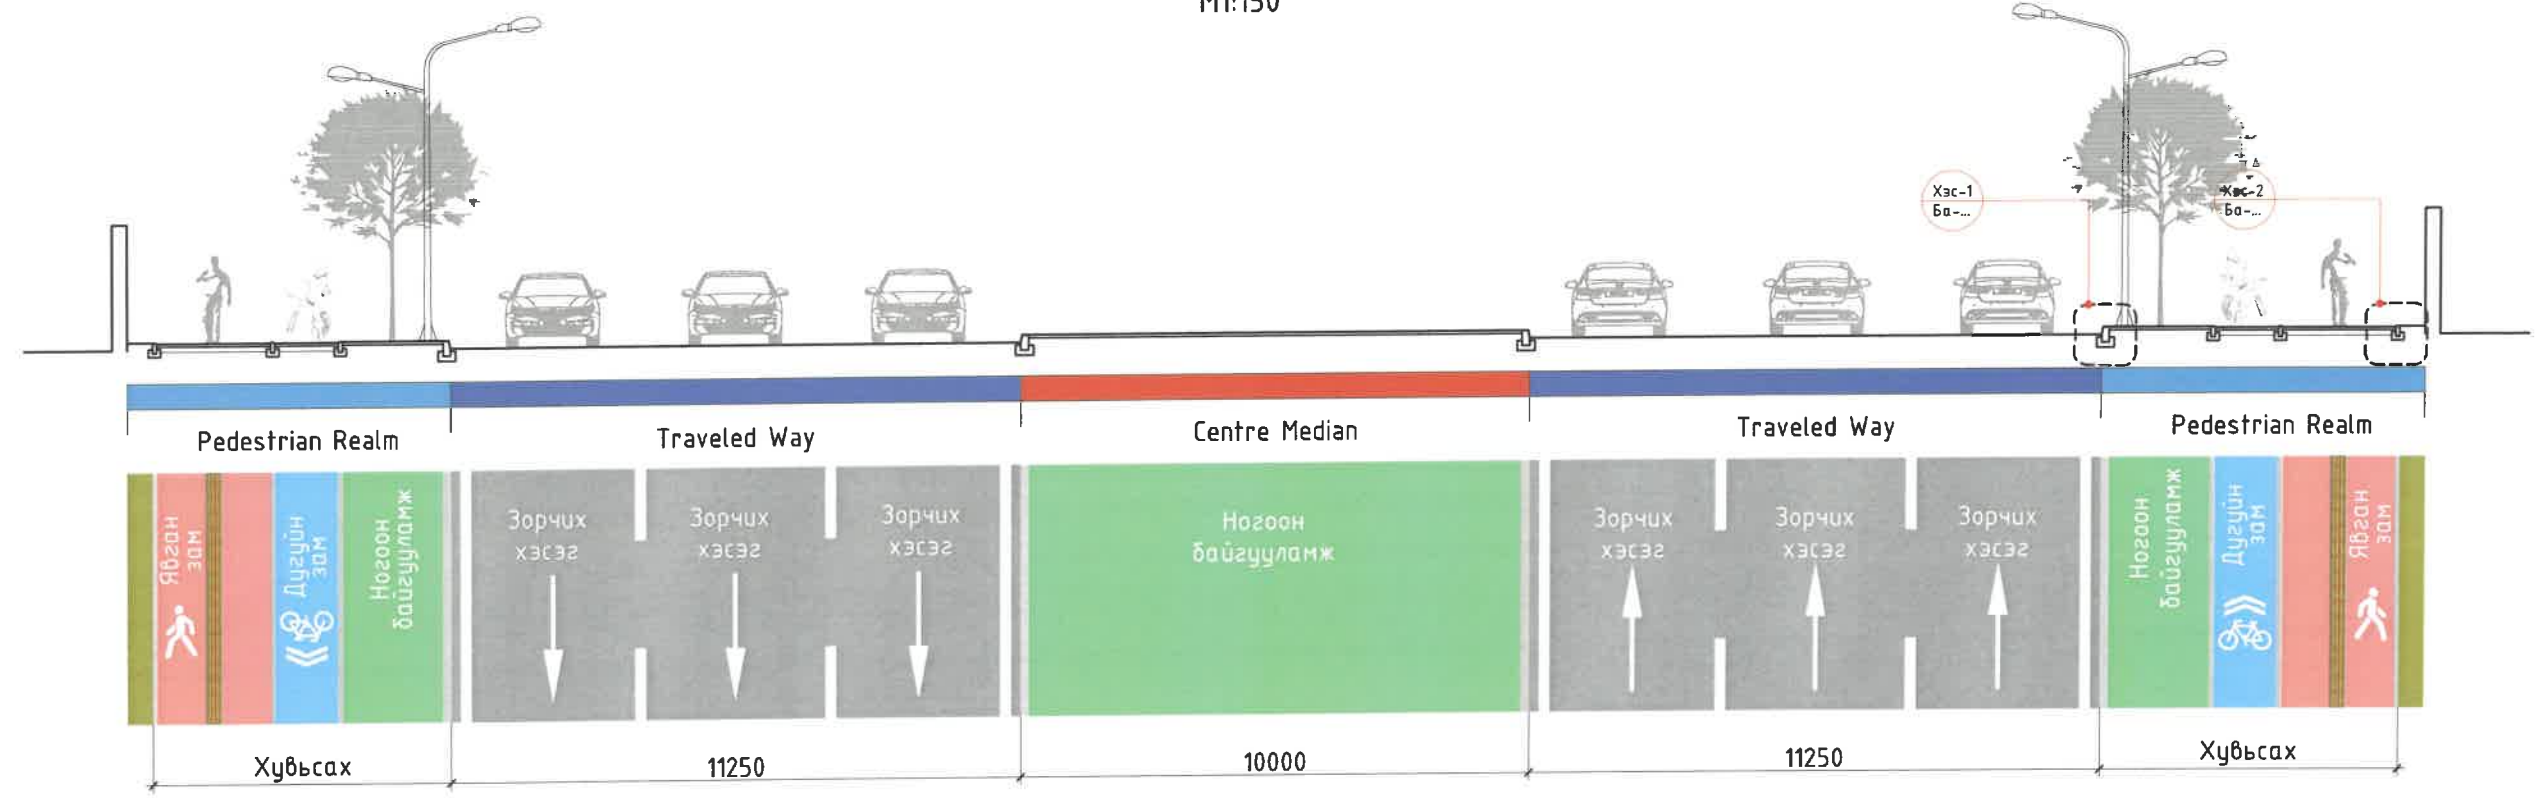 М1:150
Хэс-1
Ба-...
Хэс-2
Ба-...
Pedestrian Realm
Traveled Way
Centre Median
Traveled Way
Pedestrian Realm
Явган
зам
Дугуйн
зам
Ногоон
байгууламж
Зорчих
хэсэг
Зорчих
хэсэг
Зорчих
хэсэг
Ногоон
байгууламж
Зорчих
хэсэг
Зорчих
хэсэг
Зорчих
хэсэг
Ногоон
байгууламж
Дугуйн
зам
Явган
зам
Хувьсах
11250
10000
11250
Хувьсах